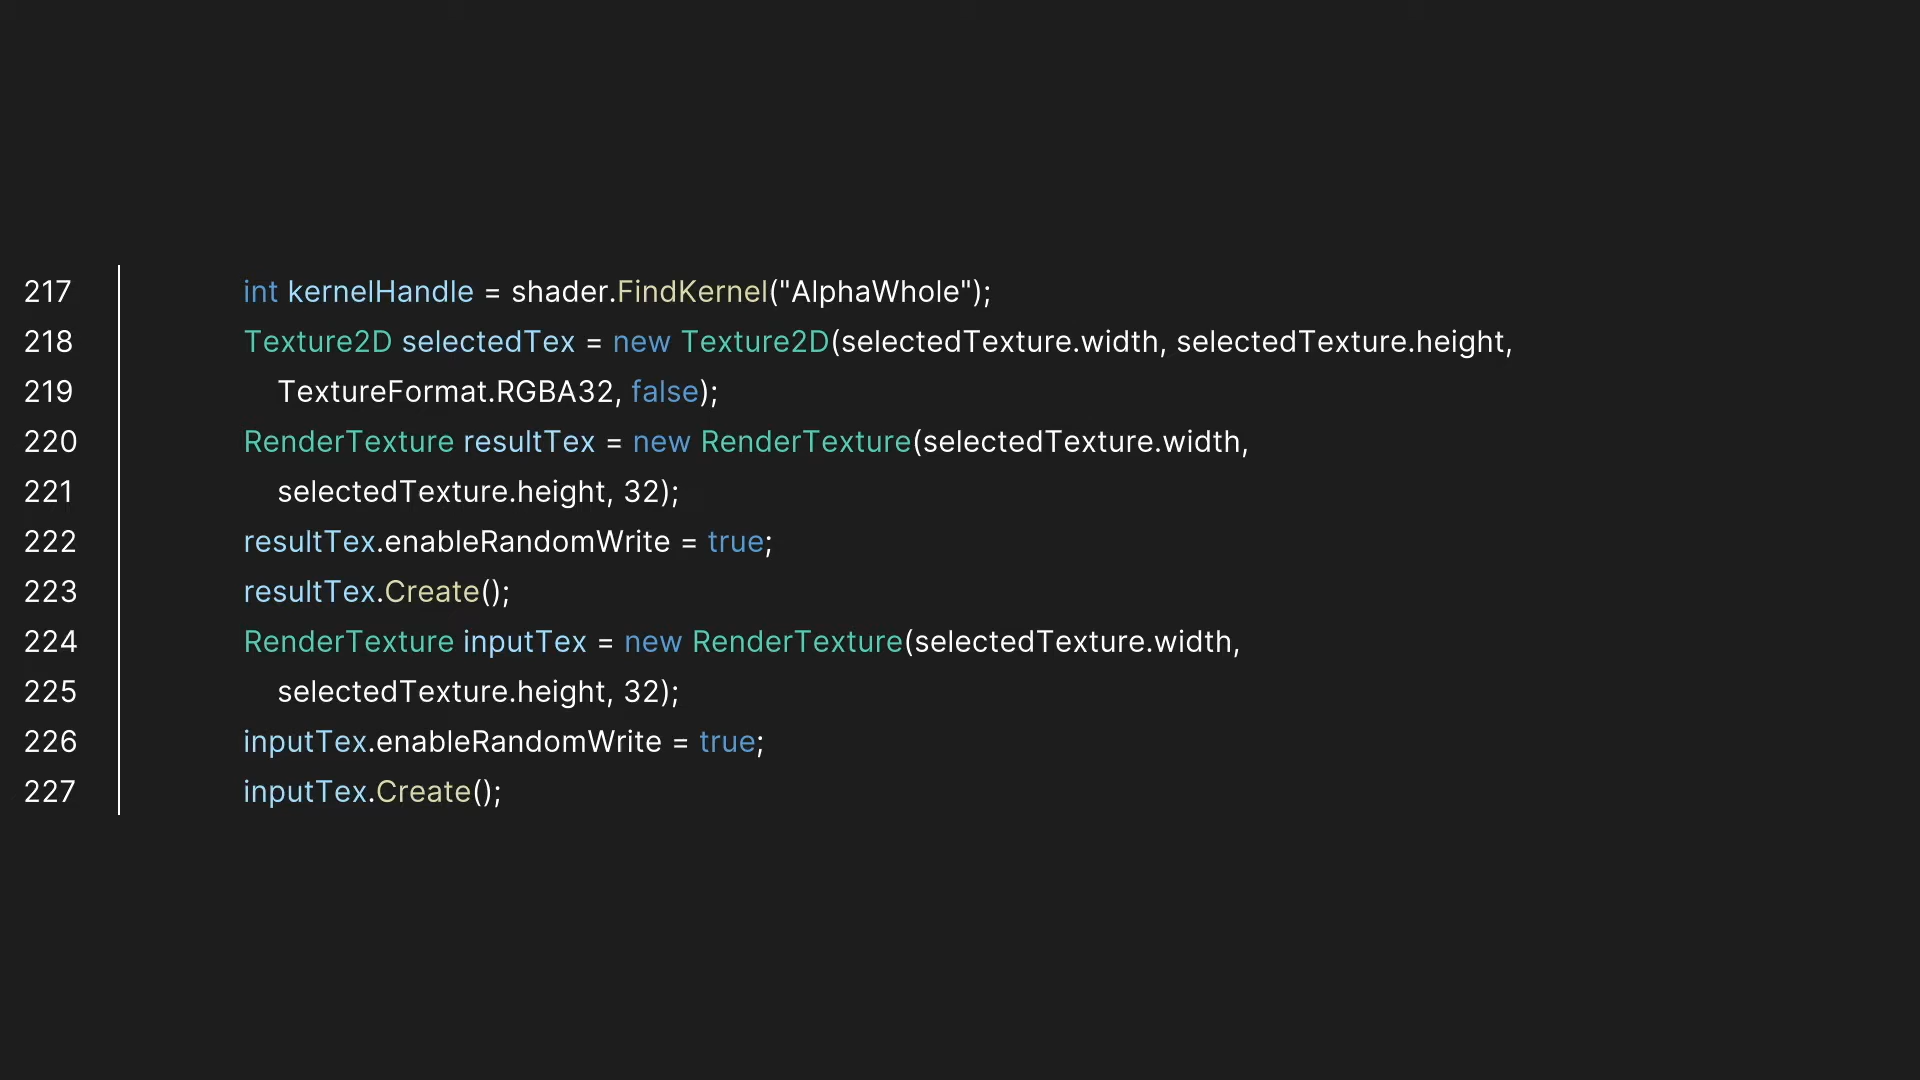 217 int kernelHandle = shader.FindKernel("AlphaWhole");
218 Texture2D selectedTex = new Texture2D(selectedTexture.width, selectedTexture.height,
219 TextureFormat.RGBA32, false);
220 RenderTexture resultTex = new RenderTexture(selectedTexture.width,
221 selectedTexture.height, 32);
222 resultTex.enableRandomWrite = true;
223 resultTex.Create();
224 RenderTexture inputTex = new RenderTexture(selectedTexture.width,
225 selectedTexture.height, 32);
226 inputTex.enableRandomWrite = true;
227 inputTex.Create();